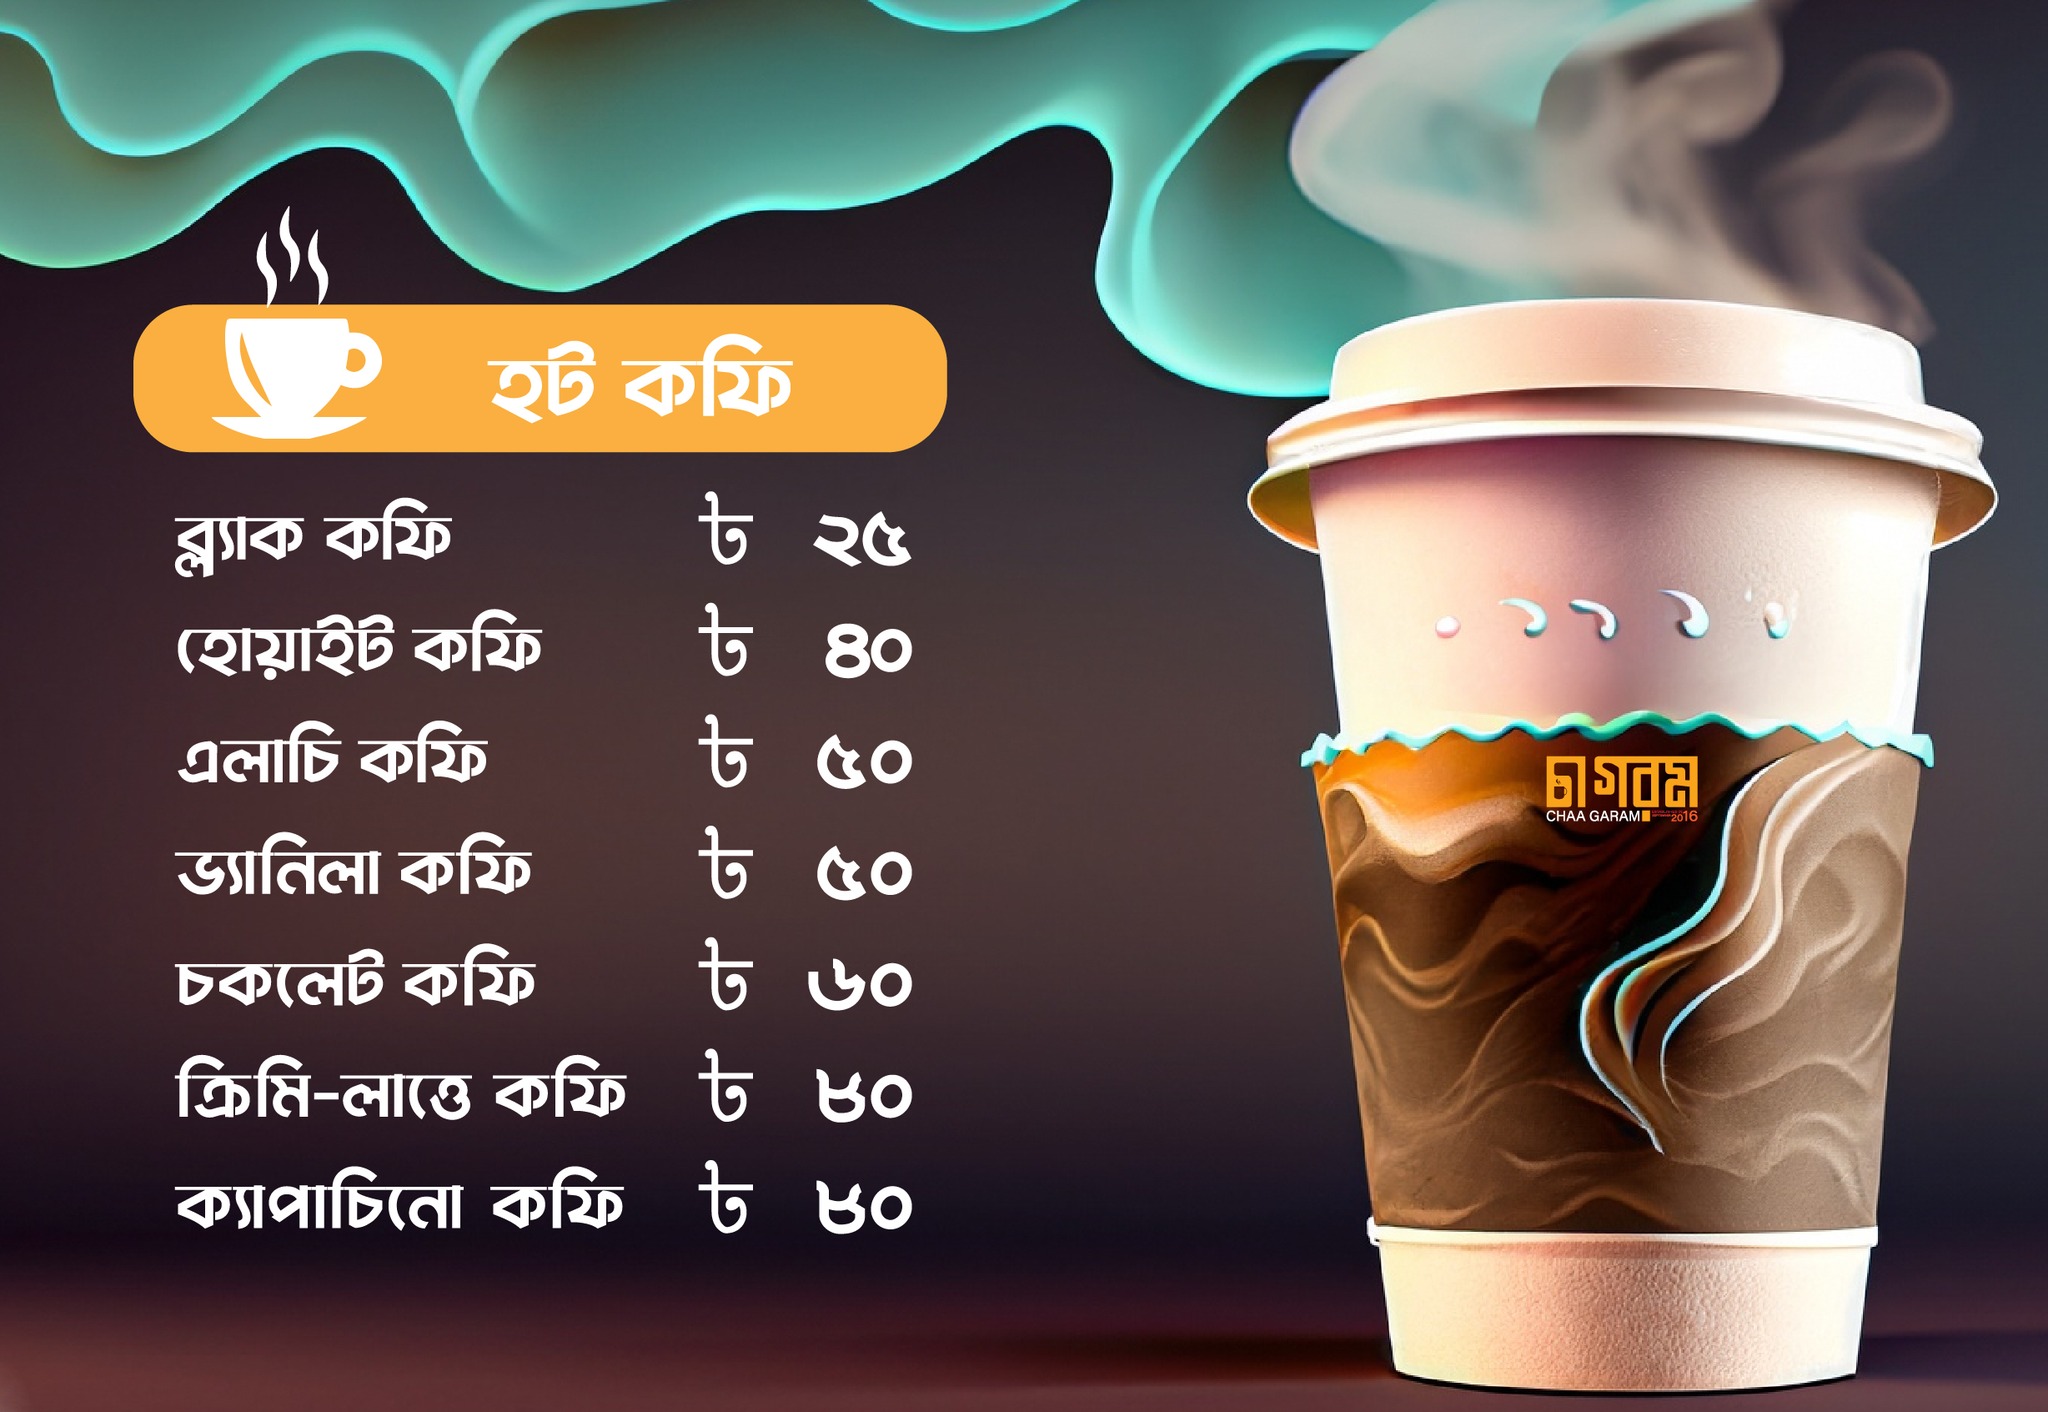 হট কফি
ব্ল্যাক কফি ৳ ২৫
হোয়াইট কফি ৳ ৪০
এলাচি কফি ৳ ৫০
ভ্যানিলা কফি ৳ ৫০
চকলেট কফি ৳ ৬০
ক্রিমি-লাত্তে কফি ৳ ৮০
ক্যাপাচিনো কফি ৳ ৮০
চা গরম
CHAA GARAM 2016